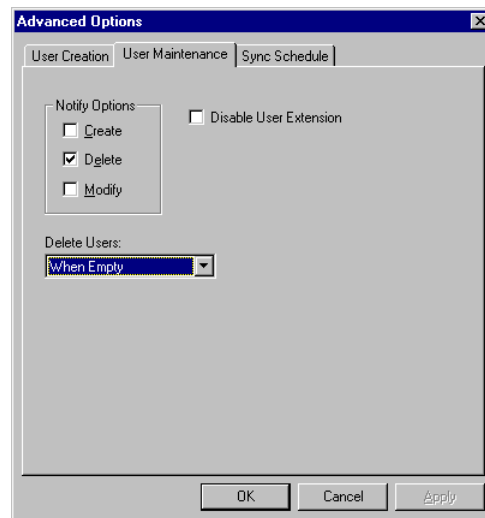 Advanced Options
User Creation User Maintenance Sync Schedule
Notify Options
Create
Disable User Extension
Delete
Modify
Delete Users:
When Empty
OK Cancel Apply